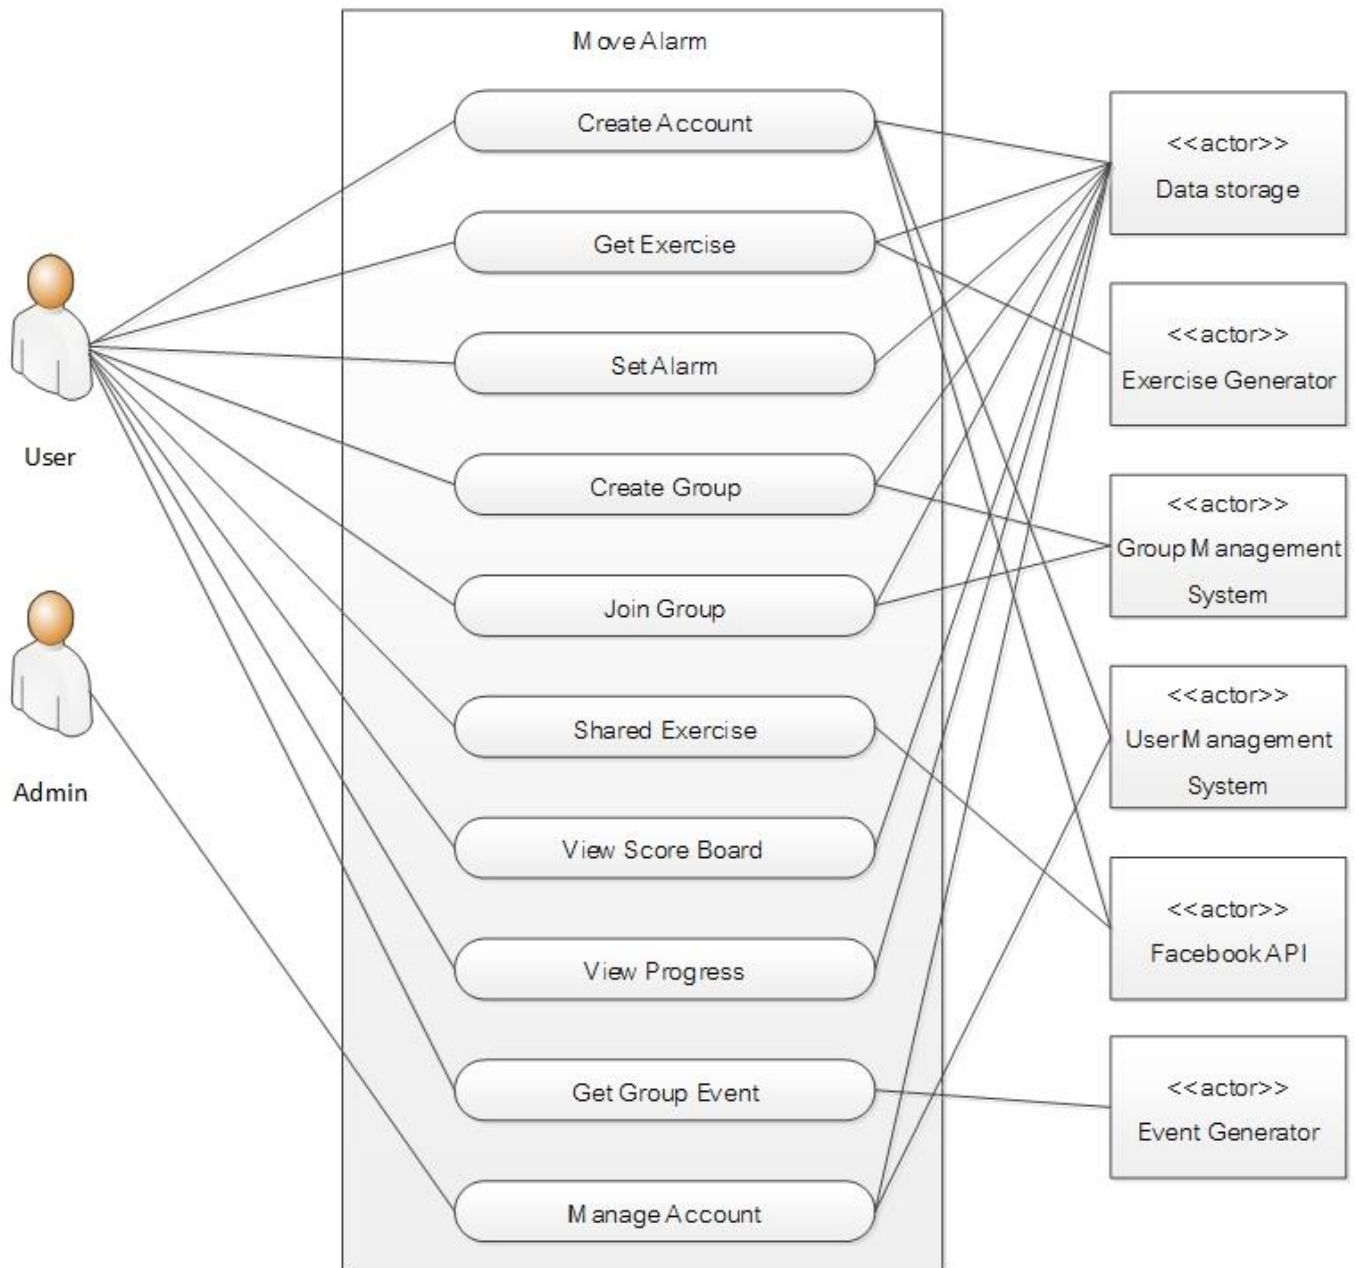 Move Alarm
Create Account
Get Exercise
Set Alarm
Create Group
Join Group
Shared Exercise
View Score Board
View Progress
Get Group Event
Manage Account
User
Admin
<<actor>>
Data storage
<<actor>>
Exercise Generator
<<actor>>
Group Management
System
<<actor>>
User Management
System
<<actor>>
Facebook API
<<actor>>
Event Generator